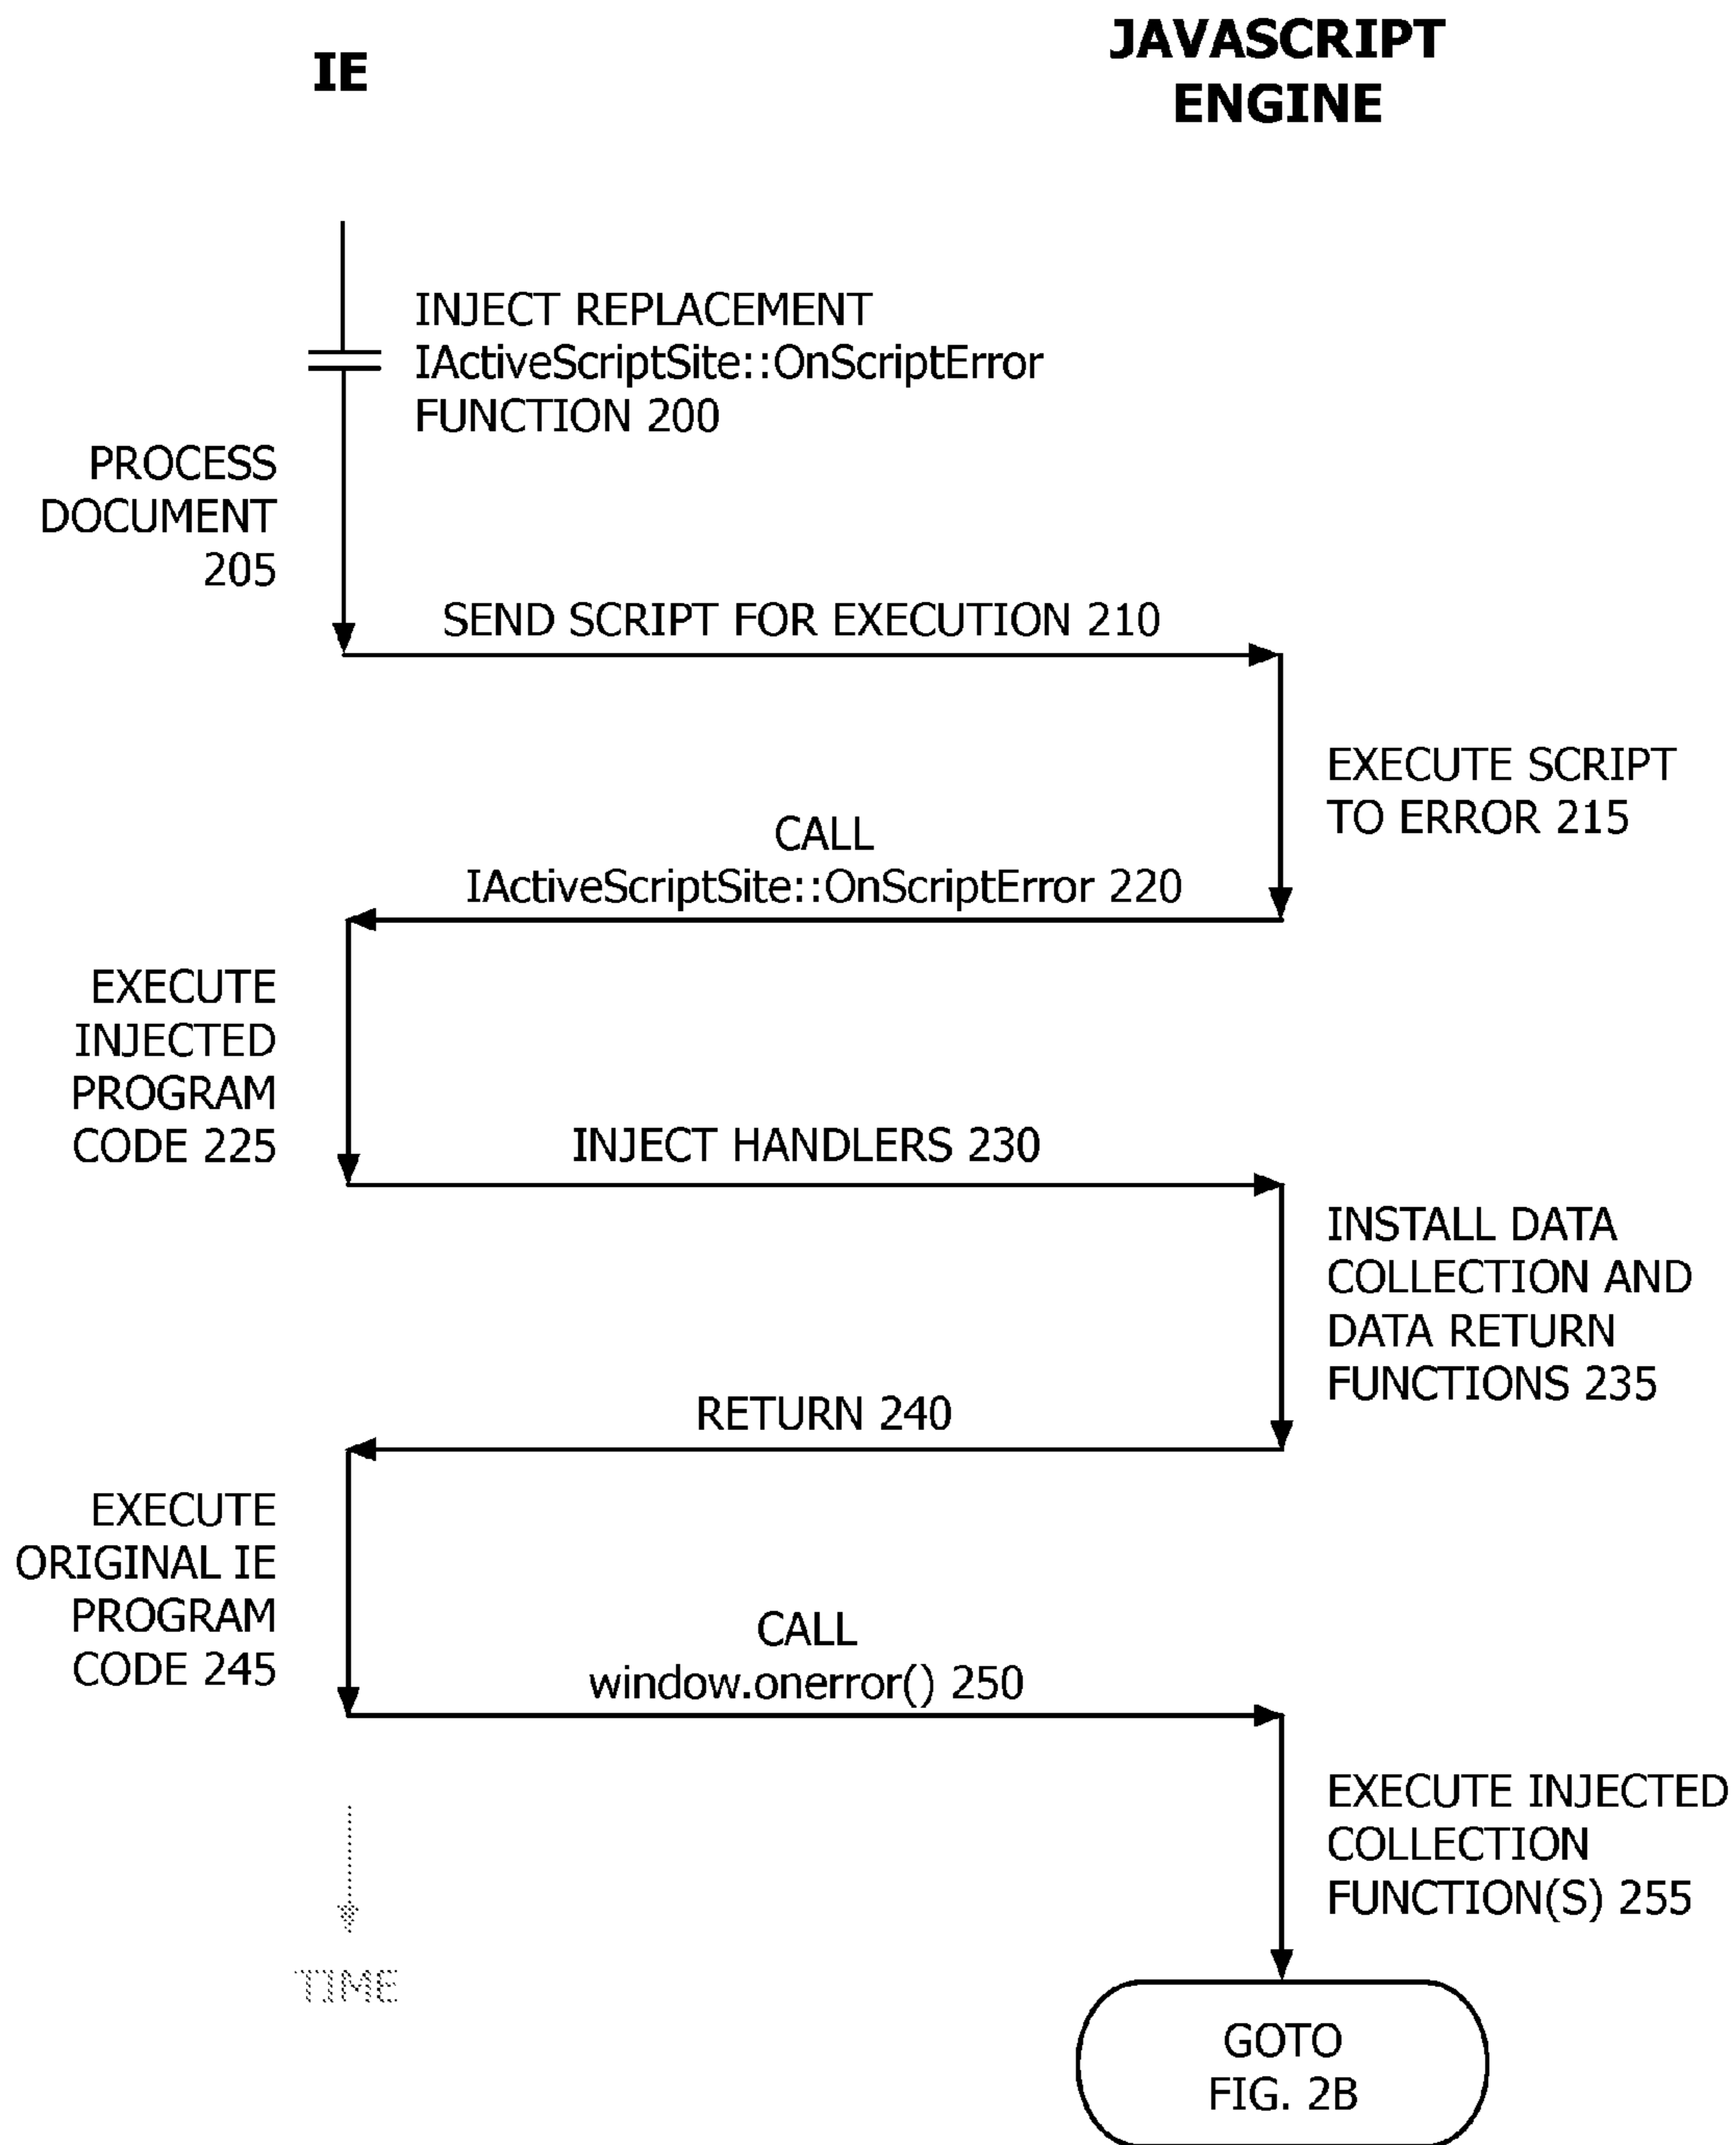 IE
JAVASCRIPT
ENGINE
INJECT REPLACEMENT
IActiveScriptSite::OnScriptError
FUNCTION 200
PROCESS
DOCUMENT
205
SEND SCRIPT FOR EXECUTION 210
EXECUTE SCRIPT
TO ERROR 215
CALL
IActiveScriptSite::OnScriptError 220
EXECUTE
INJECTED
PROGRAM
CODE 225
INJECT HANDLERS 230
INSTALL DATA
COLLECTION AND
DATA RETURN
FUNCTIONS 235
RETURN 240
EXECUTE
ORIGINAL IE
PROGRAM
CODE 245
CALL
window.onerror() 250
EXECUTE INJECTED
COLLECTION
FUNCTION(S) 255
TIME
GOTO
FIG. 2B